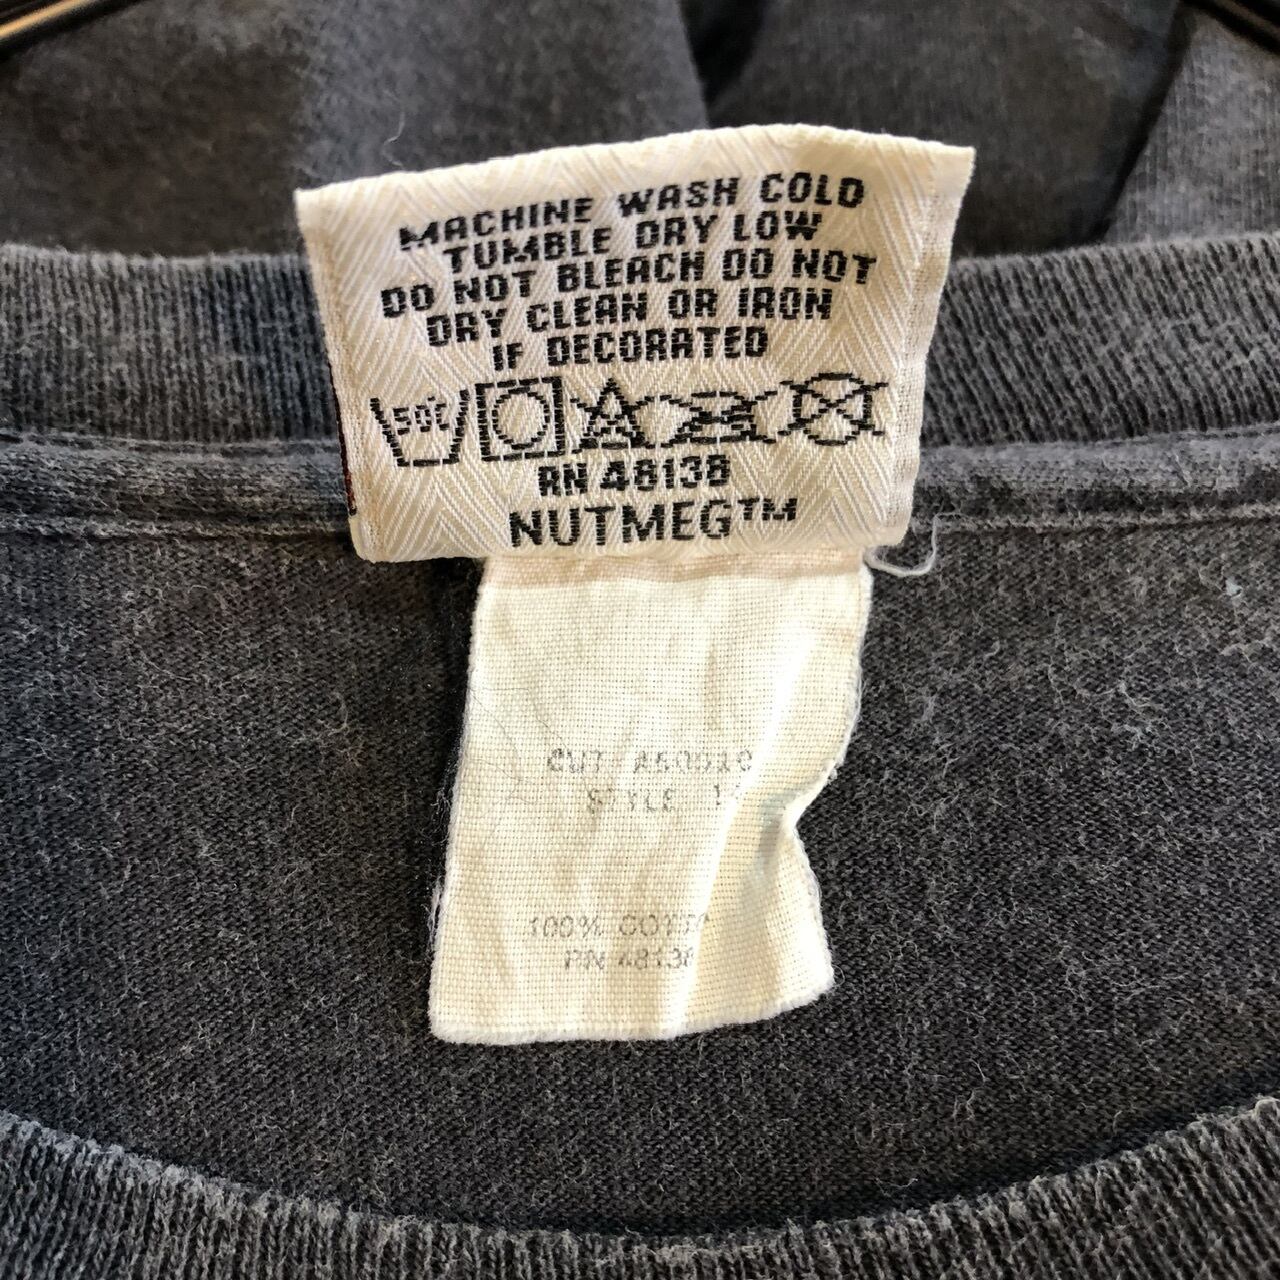 MACHINE WASH COLD
TUMBLE DRY LOW
DO NOT BLEACH DO NOT
DRY CLEAN OR IRON
IF DECORATED
50C
RN 48138
NUTMEG™
CUT
STYLE
100%
RN 48138